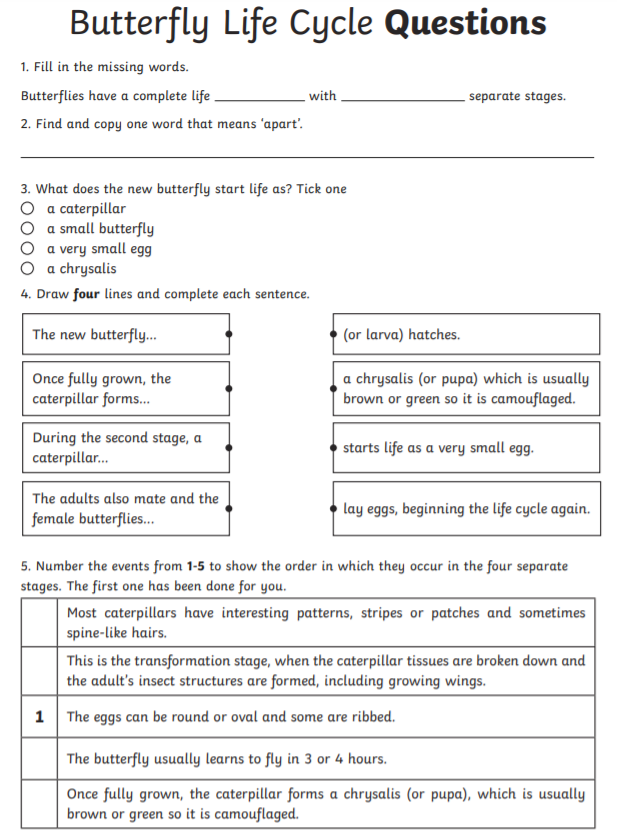 Butterfly Life Cycle Questions
1. Fill in the missing words.
Butterflies have a complete life ____________ with ________________ separate stages.
2. Find and copy one word that means 'apart'.
3. What does the new butterfly start life as? Tick one
a caterpillar
a small butterfly
a very small egg
a chrysalis
4. Draw four lines and complete each sentence.
The new butterfly...
(or larva) hatches.
Once fully grown, the
caterpillar forms...
a chrysalis (or pupa) which is usually
brown or green so it is camouflaged.
During the second stage, a
caterpillar...
starts life as a very small egg.
The adults also mate and the
female butterflies...
lay eggs, beginning the life cycle again.
5. Number the events from 1-5 to show the order in which they occur in the four separate
stages. The first one has been done for you.
Most caterpillars have interesting patterns, stripes or patches and sometimes
spine-like hairs.
This is the transformation stage, when the caterpillar tissues are broken down and
the adult's insect structures are formed, including growing wings.
1 The eggs can be round or oval and some are ribbed.
The butterfly usually learns to fly in 3 or 4 hours.
Once fully grown, the caterpillar forms a chrysalis (or pupa), which is usually
brown or green so it is camouflaged.